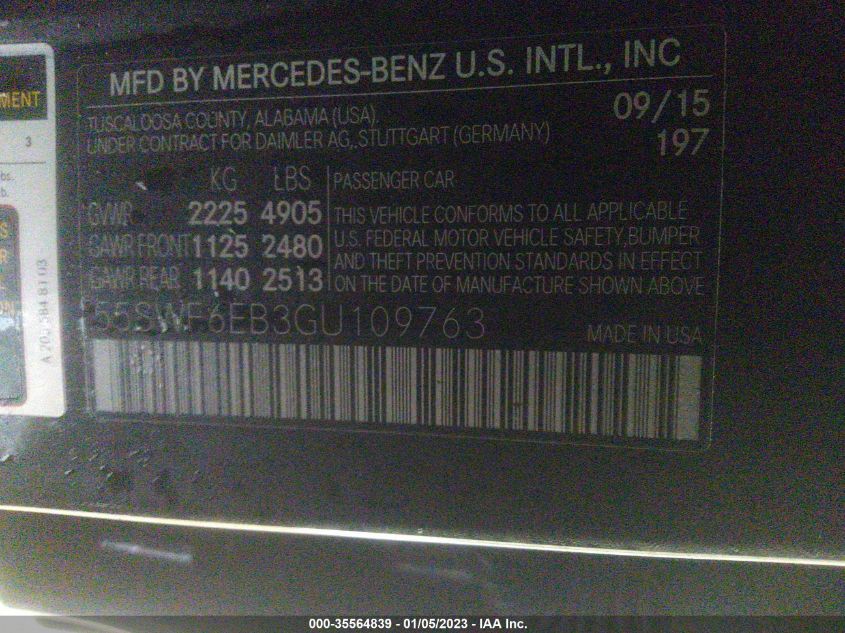 MFD BY MERCEDES-BENZ U.S. INTL., INC
TUSCALOOSA COUNTY, ALABAMA (USA). 09/15
UNDER CONTRACT FOR DAIMLER AG, STUTTGART (GERMANY) 197
KG LBS PASSENGER CAR
GVWR 2225 4905 THIS VEHICLE CONFORMS TO ALL APPLICABLE
GAWR FRONT 1125 2480 U.S. FEDERAL MOTOR VEHICLE SAFETY, BUMPER
GAWR REAR 1140 2513 AND THEFT PREVENTION STANDARDS IN EFFECT
ON THE DATE OF MANUFACTURE SHOWN ABOVE
55SWF6EB3GU109763 MADE IN USA
MENT
3
bs.
b.
000-35564839 - 01/05/2023 - IAA Inc.